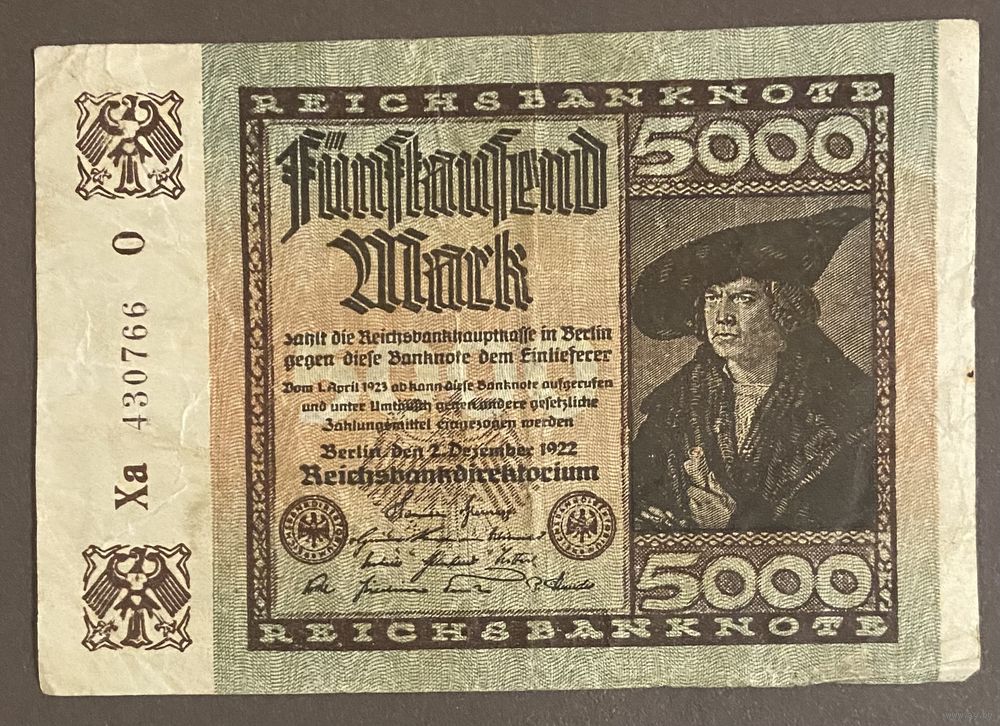 REICHSBANKNOTE
5000
Fünftausend
Mark
zahlt die Reichsbankhauptkasse in Berlin
gegen diese Banknote dem Einlieferer
Vom 1. April 1923 ab kann diese Banknote aufgerufen
und unter Umtausch gegen andere gesetzliche
Zahlungsmittel eingezogen werden
Berlin, den 2. Dezember 1922
Reichsbankdirektorium
5000
REICHSBANKNOTE
Xa 430766 O